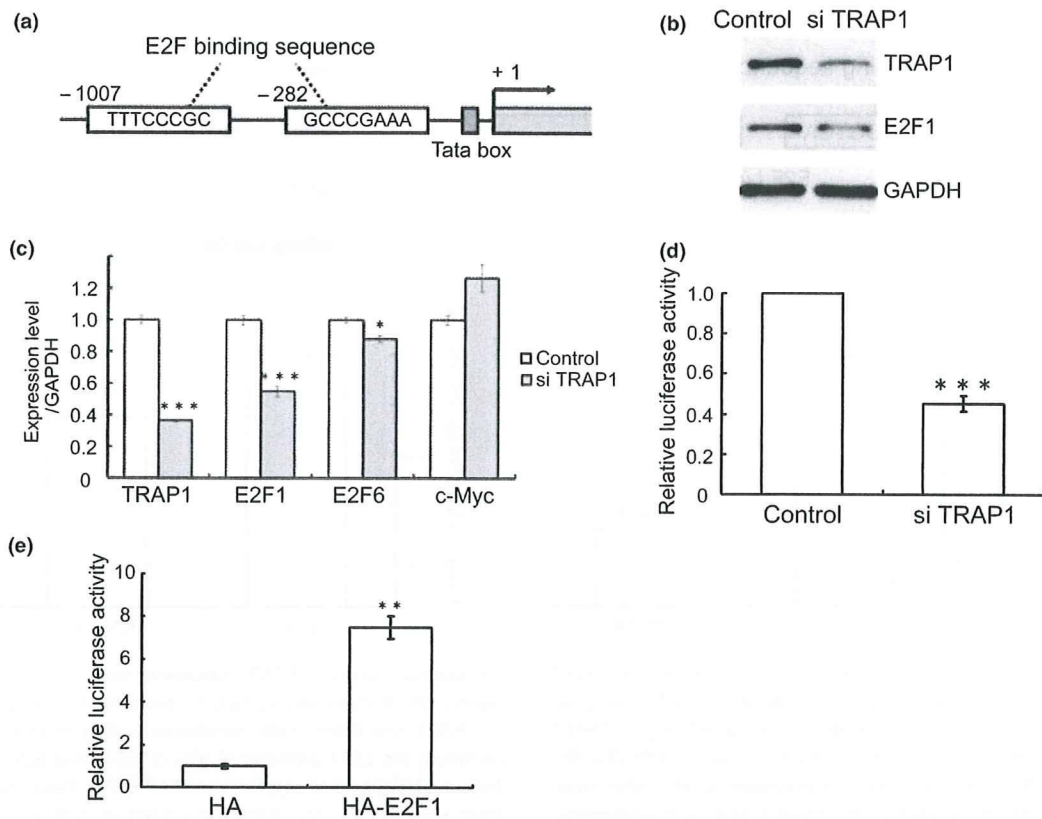 (a)
E2F binding sequence
– 1007
TTTCCCGC
–282
GCCCGAAA
+ 1
Tata box
(b)
Control si TRAP1
TRAP1
E2F1
GAPDH
(c)
Expression level
/GAPDH
1.2
1.0
0.8
0.6
0.4
0.2
0
* * *
* * *
*
Control
si TRAP1
TRAP1 E2F1 E2F6 c-Myc
(d)
Relative luciferase activity
1.0
0.8
0.6
0.4
0.2
0
* * *
Control si TRAP1
(e)
Relative luciferase activity
10
8
6
4
2
0
* *
HA HA-E2F1